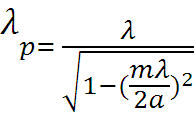 λₚ = λ / √(1−(mλ/2a)²)